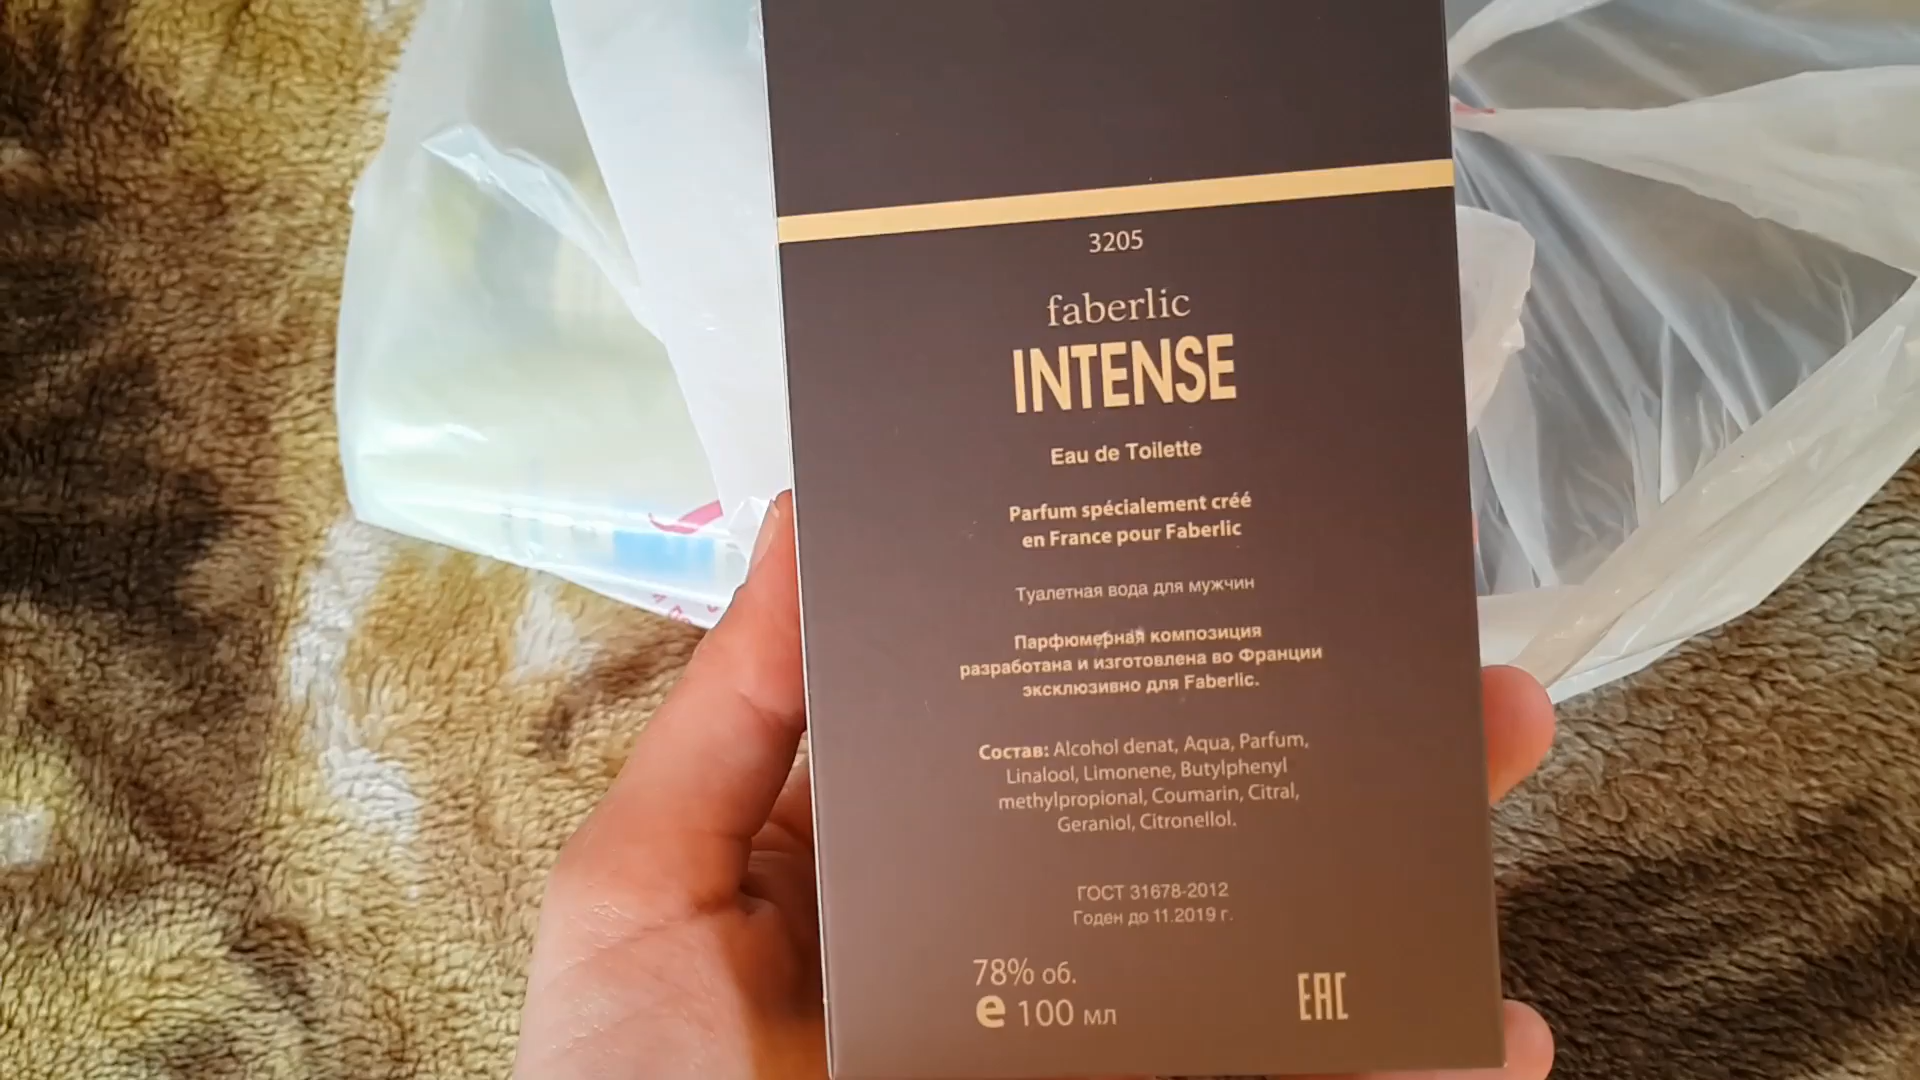 3205
faberlic
INTENSE
Eau de Toilette
Parfum spécialement créé
en France pour Faberlic
Туалетная вода для мужчин
Парфюмерная композиция
разработана и изготовлена во Франции
эксклюзивно для Faberlic.
Состав: Alcohol denat, Aqua, Parfum,
Linalool, Limonene, Butylphenyl
methylpropional, Coumarin, Citral,
Geraniol, Citronellol.
ГОСТ 31678-2012
Годен до 11.2019 г.
78% об.
e 100 мл
EAC